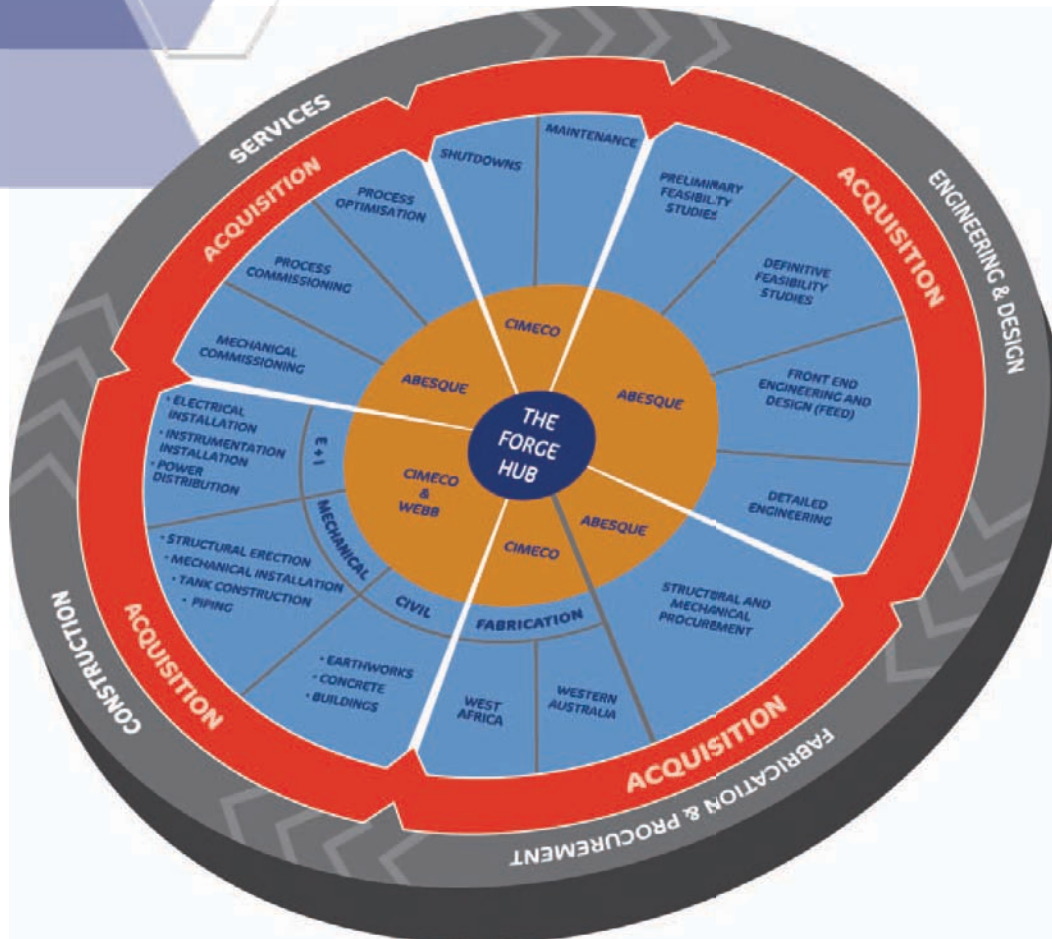 SERVICES
ACQUISITION
SHUTDOWNS
MAINTENANCE
PROCESS
OPTIMISATION
PROCESS
COMMISSIONING
MECHANICAL
COMMISSIONING
ENGINEERING & DESIGN
ACQUISITION
PRELIMINARY
FEASIBILITY
STUDIES
DEFINITIVE
FEASIBILITY
STUDIES
FRONT END
ENGINEERING AND
DESIGN (FEED)
DETAILED
ENGINEERING
CIMECO
ABESQUE
ABESQUE
THE
FORGE
HUB
CIMECO
&
WEBB
CIMECO
ABESQUE
• ELECTRICAL
INSTALLATION
• INSTRUMENTATION
INSTALLATION
• POWER
DISTRIBUTION
E + I
MECHANICAL
CIVIL
FABRICATION
• STRUCTURAL ERECTION
• MECHANICAL INSTALLATION
• TANK CONSTRUCTION
• PIPING
• EARTHWORKS
• CONCRETE
• BUILDINGS
WEST
AFRICA
WESTERN
AUSTRALIA
STRUCTURAL AND
MECHANICAL
PROCUREMENT
CONSTRUCTION
ACQUISITION
ACQUISITION
FABRICATION & PROCUREMENT